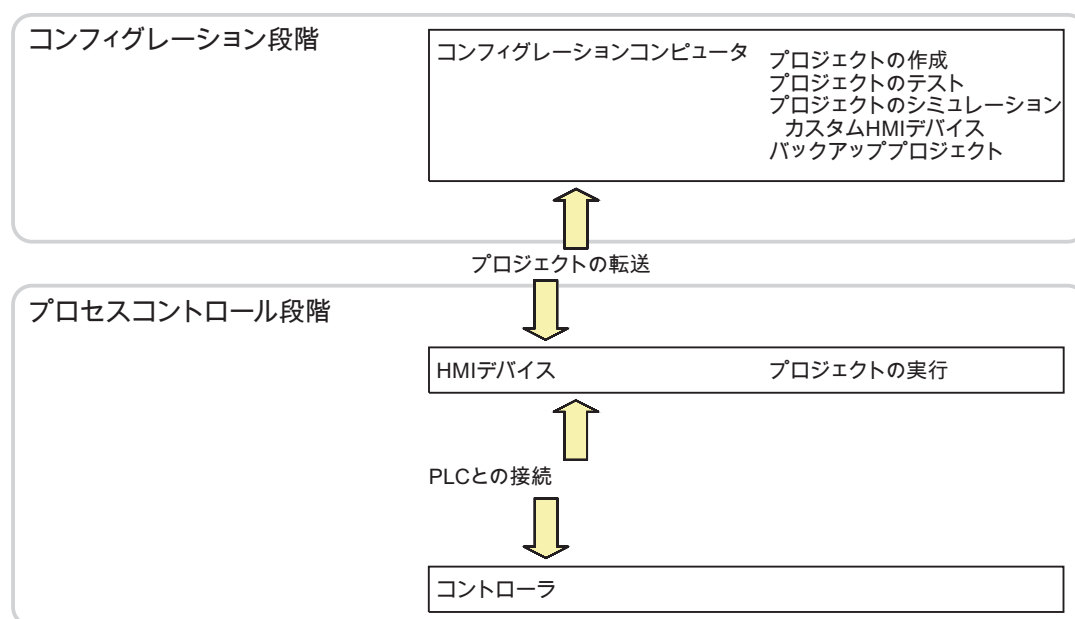 コンフィグレーション段階
コンフィグレーションコンピュータ
プロジェクトの作成
プロジェクトのテスト
プロジェクトのシミュレーション
カスタムHMIデバイス
バックアッププロジェクト
プロジェクトの転送
プロセスコントロール段階
HMIデバイス
プロジェクトの実行
PLCとの接続
コントローラ